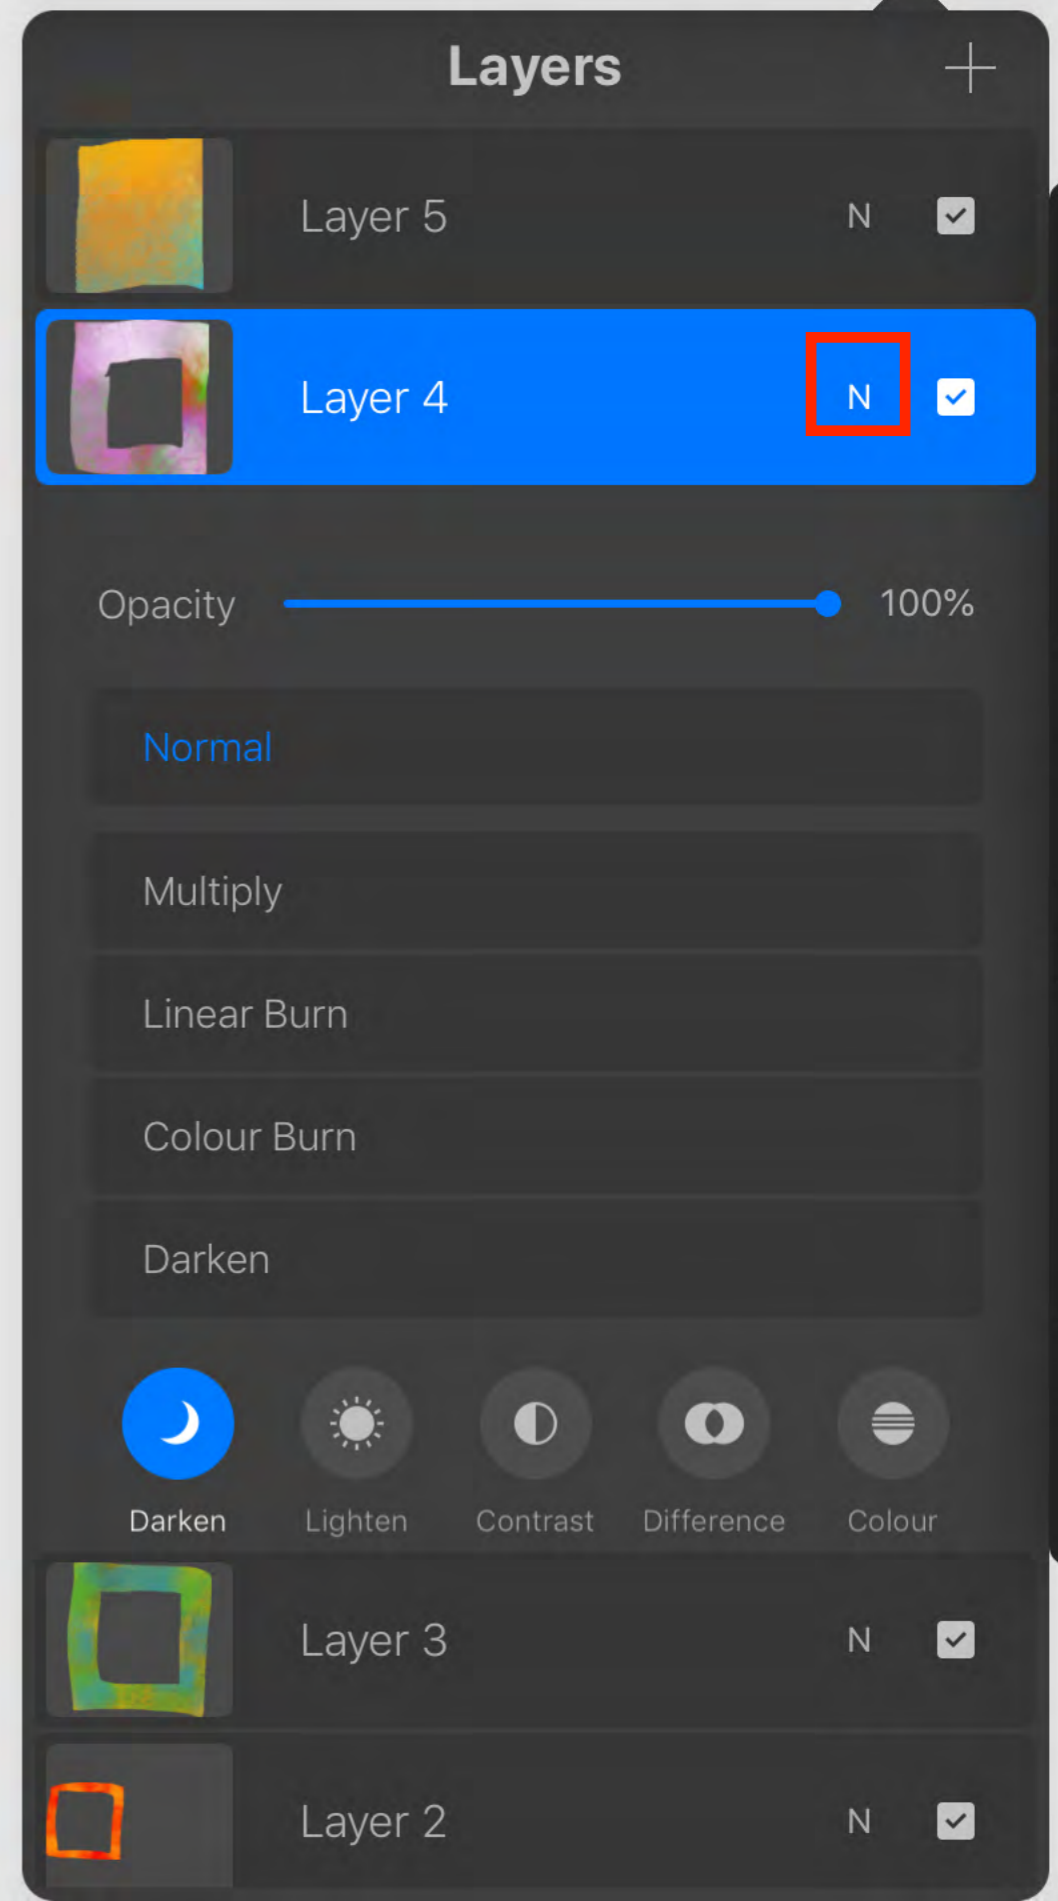 Layers
Layer 5 N
Layer 4 N
Opacity 100%
Normal
Multiply
Linear Burn
Colour Burn
Darken
Darken Lighten Contrast Difference Colour
Layer 3 N
Layer 2 N